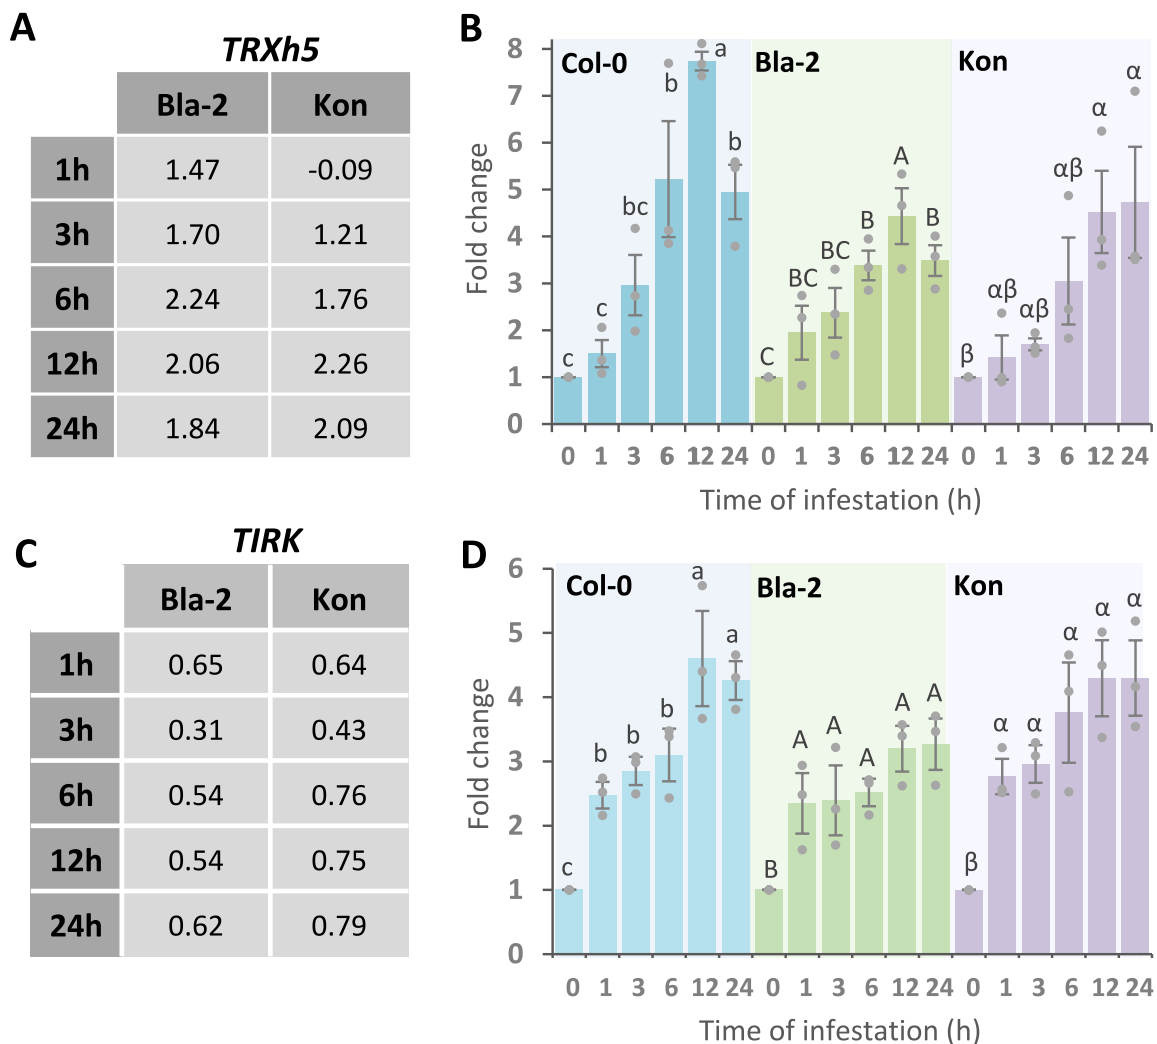 A
TRXh5
Bla-2 Kon
1h 1.47 -0.09
3h 1.70 1.21
6h 2.24 1.76
12h 2.06 2.26
24h 1.84 2.09
B
Col-0 Bla-2 Kon
Fold change
8
7
6
5
4
3
2
1
0
c c bc b a b
C BC BC B A B
β αβ αβ αβ α α
0 1 3 6 12 24 0 1 3 6 12 24 0 1 3 6 12 24
Time of infestation (h)
C
TIRK
Bla-2 Kon
1h 0.65 0.64
3h 0.31 0.43
6h 0.54 0.76
12h 0.54 0.75
24h 0.62 0.79
D
Col-0 Bla-2 Kon
Fold change
6
5
4
3
2
1
0
c b b b a a
B A A A A A
β α α α α α
0 1 3 6 12 24 0 1 3 6 12 24 0 1 3 6 12 24
Time of infestation (h)